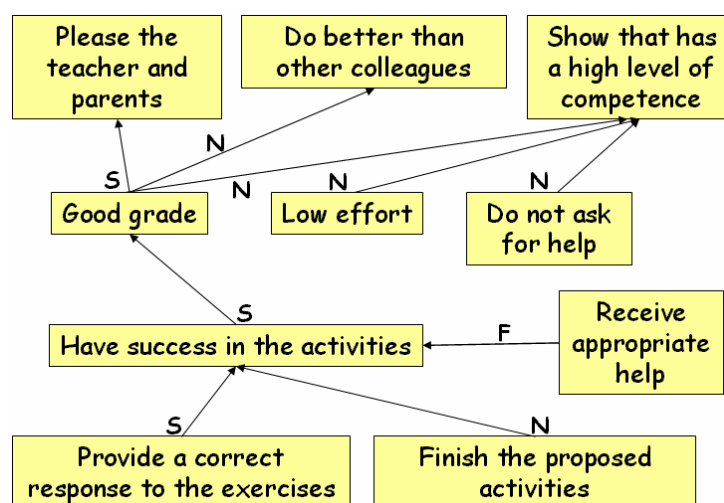 Please the
teacher and
parents
Do better than
other colleagues
Show that has
a high level of
competence
N
S
N
N
N
Good grade
Low effort
Do not ask
for help
S
Have success in the activities
F
Receive
appropriate
help
S
N
Provide a correct
response to the exercises
Finish the proposed
activities